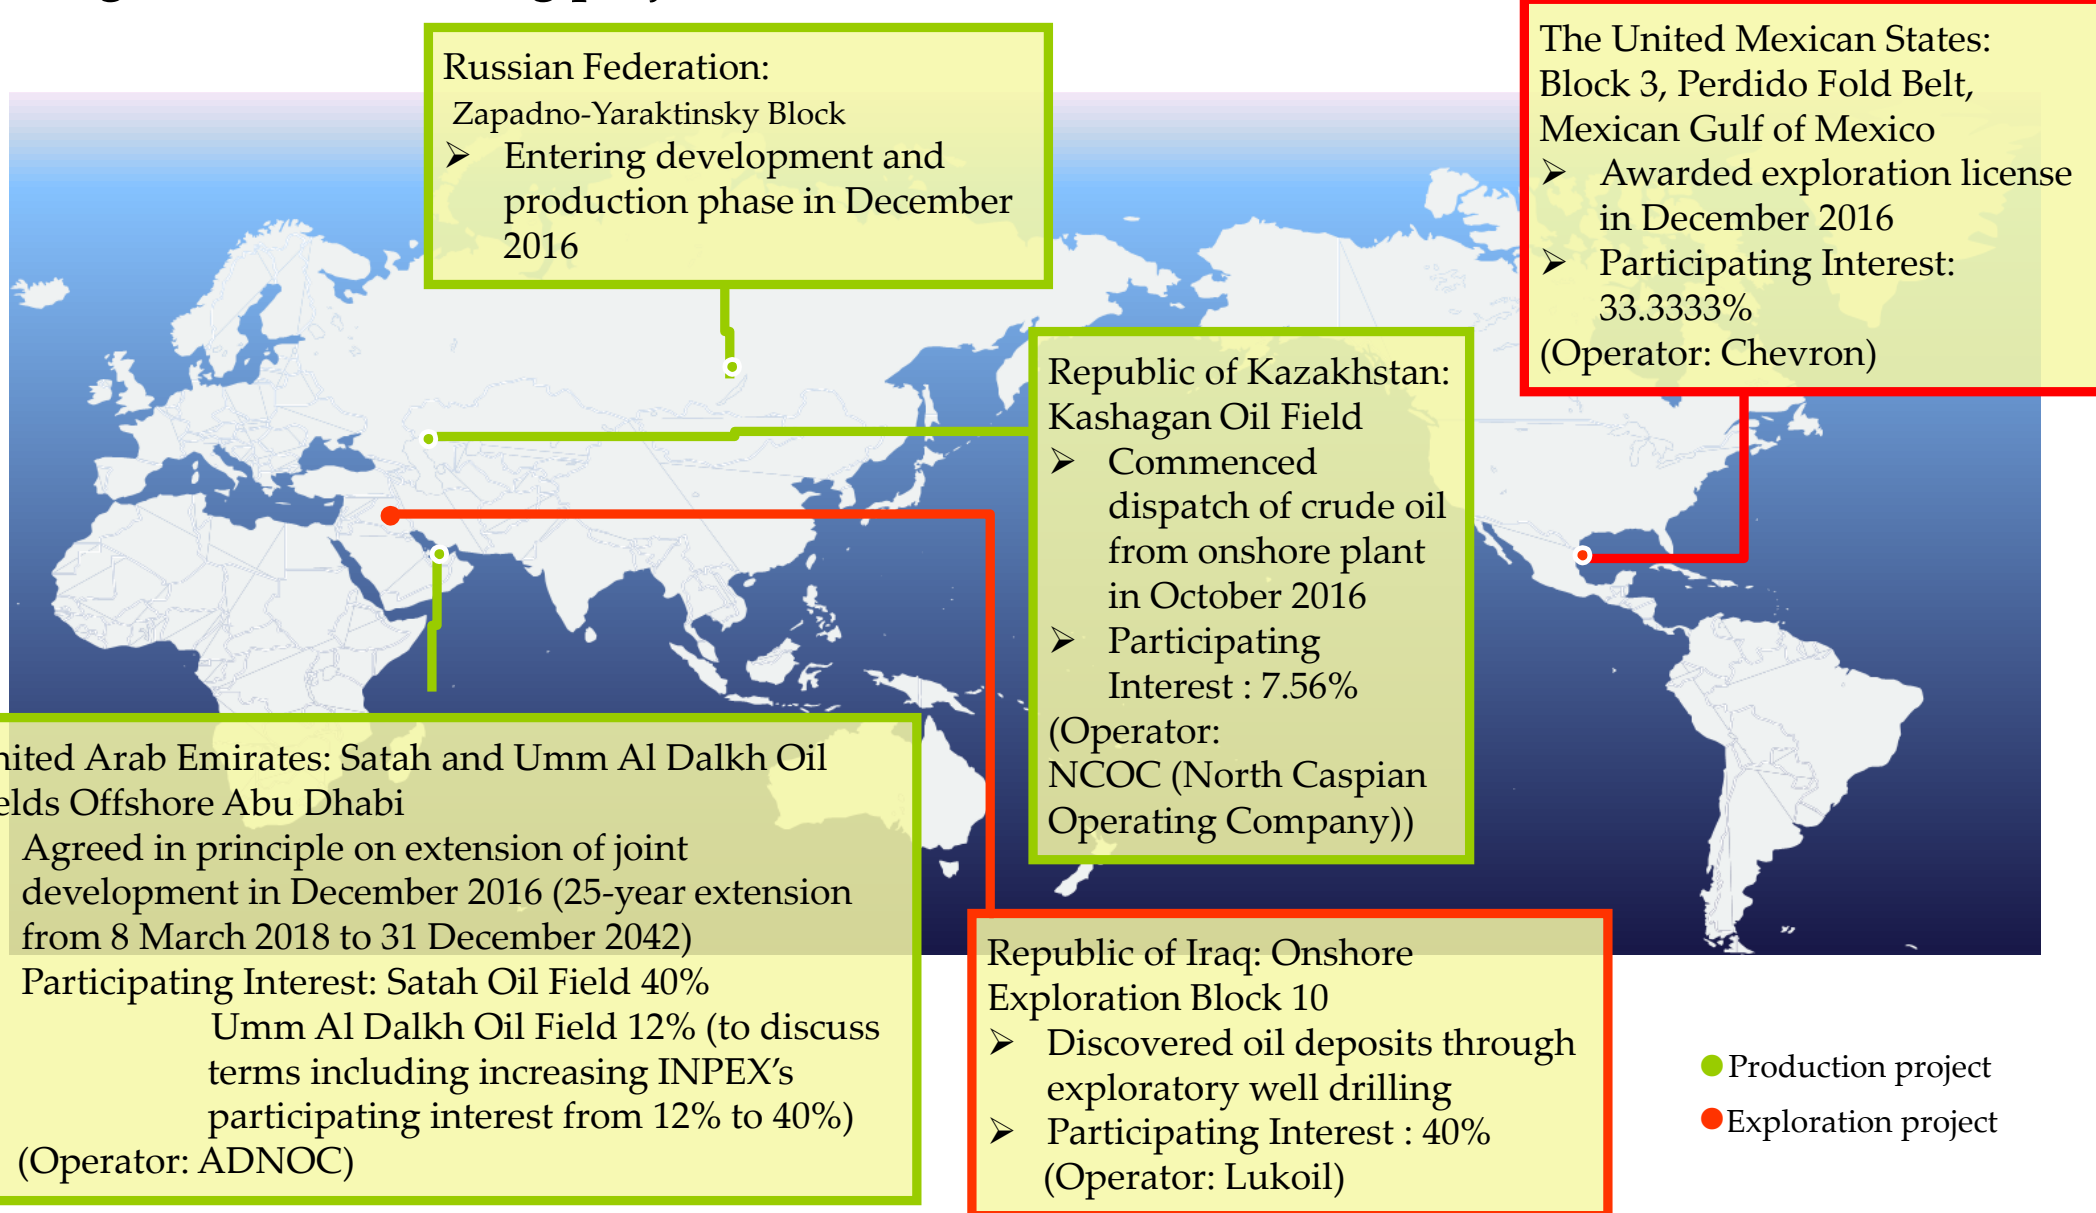 Russian Federation:
Zapadno-Yaraktinsky Block
➢ Entering development and
production phase in December
2016
The United Mexican States:
Block 3, Perdido Fold Belt,
Mexican Gulf of Mexico
➢ Awarded exploration license
in December 2016
➢ Participating Interest:
33.3333%
(Operator: Chevron)
Republic of Kazakhstan:
Kashagan Oil Field
➢ Commenced
dispatch of crude oil
from onshore plant
in October 2016
➢ Participating
Interest : 7.56%
(Operator:
NCOC (North Caspian
Operating Company))
Arab Emirates: Satah and Umm Al Dalkh Oil
Offshore Abu Dhabi
Agreed in principle on extension of joint
development in December 2016 (25-year extension
from 8 March 2018 to 31 December 2042)
Participating Interest: Satah Oil Field 40%
Umm Al Dalkh Oil Field 12% (to discuss
terms including increasing INPEX’s
participating interest from 12% to 40%)
(Operator: ADNOC)
Republic of Iraq: Onshore
Exploration Block 10
➢ Discovered oil deposits through
exploratory well drilling
➢ Participating Interest : 40%
(Operator: Lukoil)
Production project
Exploration project